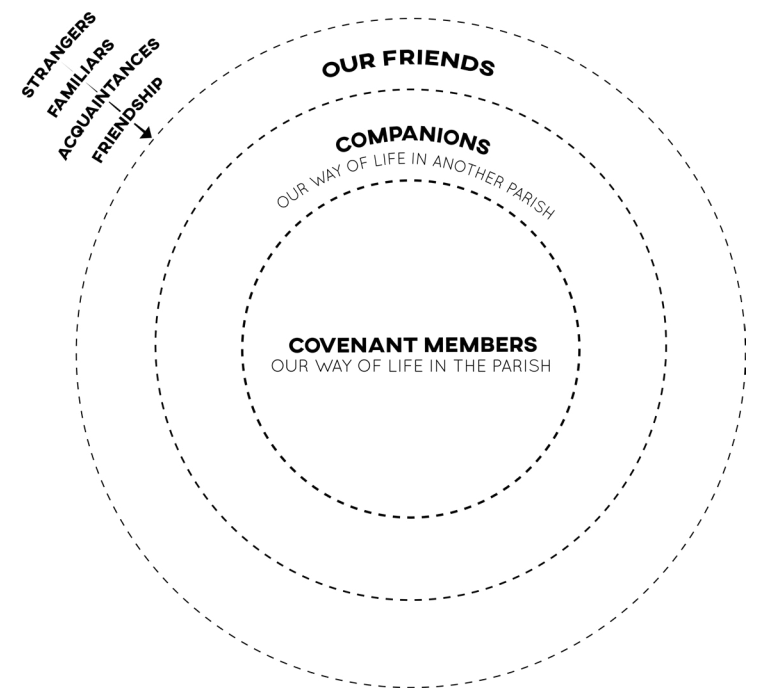 STRANGERS
FAMILIARS
ACQUAINTANCES
FRIENDSHIP
OUR FRIENDS
COMPANIONS
OUR WAY OF LIFE IN ANOTHER PARISH
COVENANT MEMBERS
OUR WAY OF LIFE IN THE PARISH